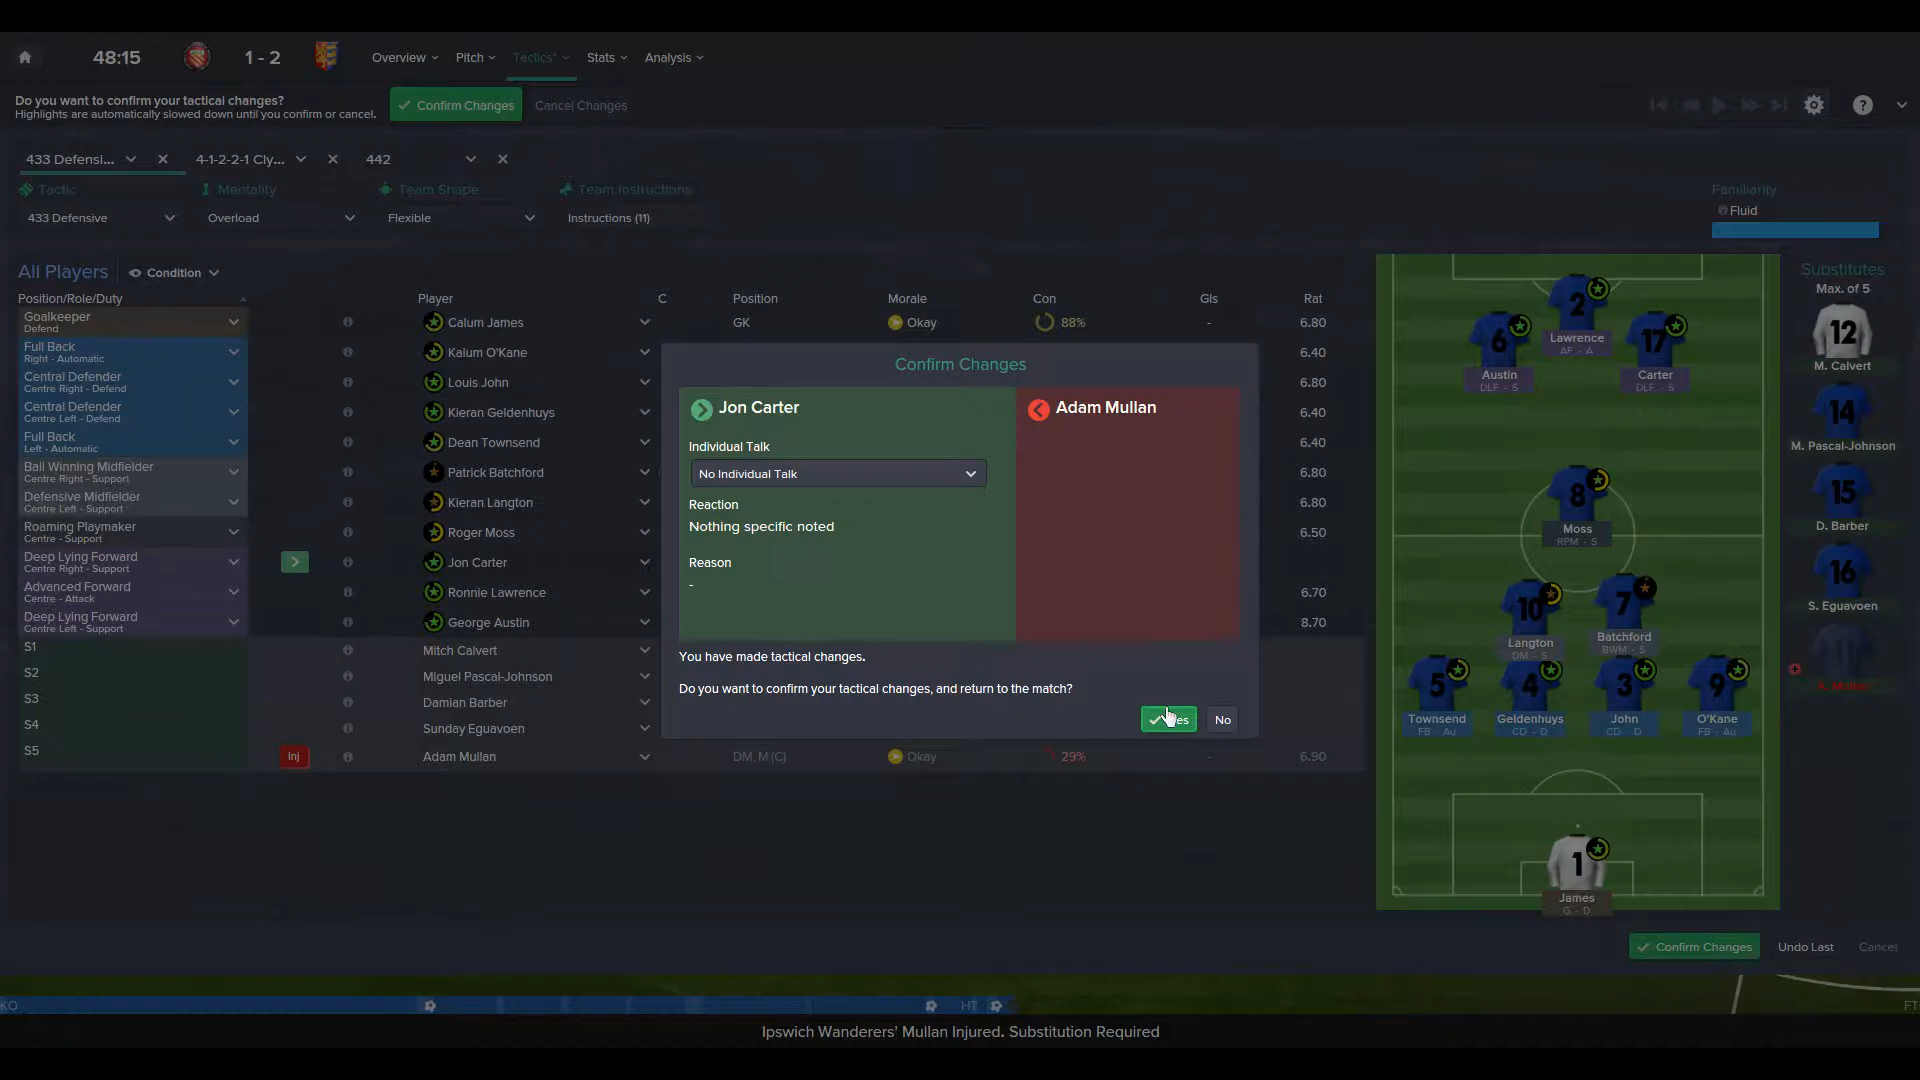 48:15
1 - 2
Overview
Pitch
Tactics*
Stats
Analysis
Do you want to confirm your tactical changes?
Highlights are automatically slowed down until you confirm or cancel.
Confirm Changes
Cancel Changes
433 Defensi...
4-1-2-2-1 Cly...
442
Tactic
Mentality
Team Shape
Team Instructions
Familiarity
433 Defensive
Overload
Flexible
Instructions (11)
Fluid
All Players
Condition
Position/Role/Duty
Player
C
Position
Morale
Con
Gls
Rat
Goalkeeper
Defend
Calum James
GK
Okay
88%
-
6.80
Full Back
Right - Automatic
Kalum O'Kane
6.40
Central Defender
Centre Right - Defend
Louis John
6.80
Central Defender
Centre Left - Defend
Kieran Geldenhuys
6.40
Full Back
Left - Automatic
Dean Townsend
6.40
Ball Winning Midfielder
Centre Right - Support
Patrick Batchford
6.80
Defensive Midfielder
Centre Left - Support
Kieran Langton
6.80
Roaming Playmaker
Centre - Support
Roger Moss
6.50
Deep Lying Forward
Centre Right - Support
Jon Carter
Advanced Forward
Centre - Attack
Ronnie Lawrence
6.70
Deep Lying Forward
Centre Left - Support
George Austin
8.70
S1
Mitch Calvert
S2
Miguel Pascal-Johnson
S3
Damian Barber
S4
Sunday Eguavoen
S5
Inj
Adam Mullan
DM, M (C)
Okay
29%
-
6.90
Confirm Changes
Jon Carter
Individual Talk
No Individual Talk
Reaction
Nothing specific noted
Reason
-
Adam Mullan
You have made tactical changes.
Do you want to confirm your tactical changes, and return to the match?
No
2
Lawrence
AF - A
6
Austin
DLF - S
17
Carter
DLF - S
8
Moss
RPM - S
10
Langton
DM - S
7
Batchford
BWM - S
5
Townsend
FB - Au
4
Geldenhuys
CD - D
3
John
CD - D
9
O'Kane
FB - Au
1
James
G - D
Substitutes
Max. of 5
12
M. Calvert
14
M. Pascal-Johnson
15
D. Barber
16
S. Eguavoen
A. Mullan
Confirm Changes
Undo Last
Cancel
KO
HT
FT
Ipswich Wanderers' Mullan Injured. Substitution Required